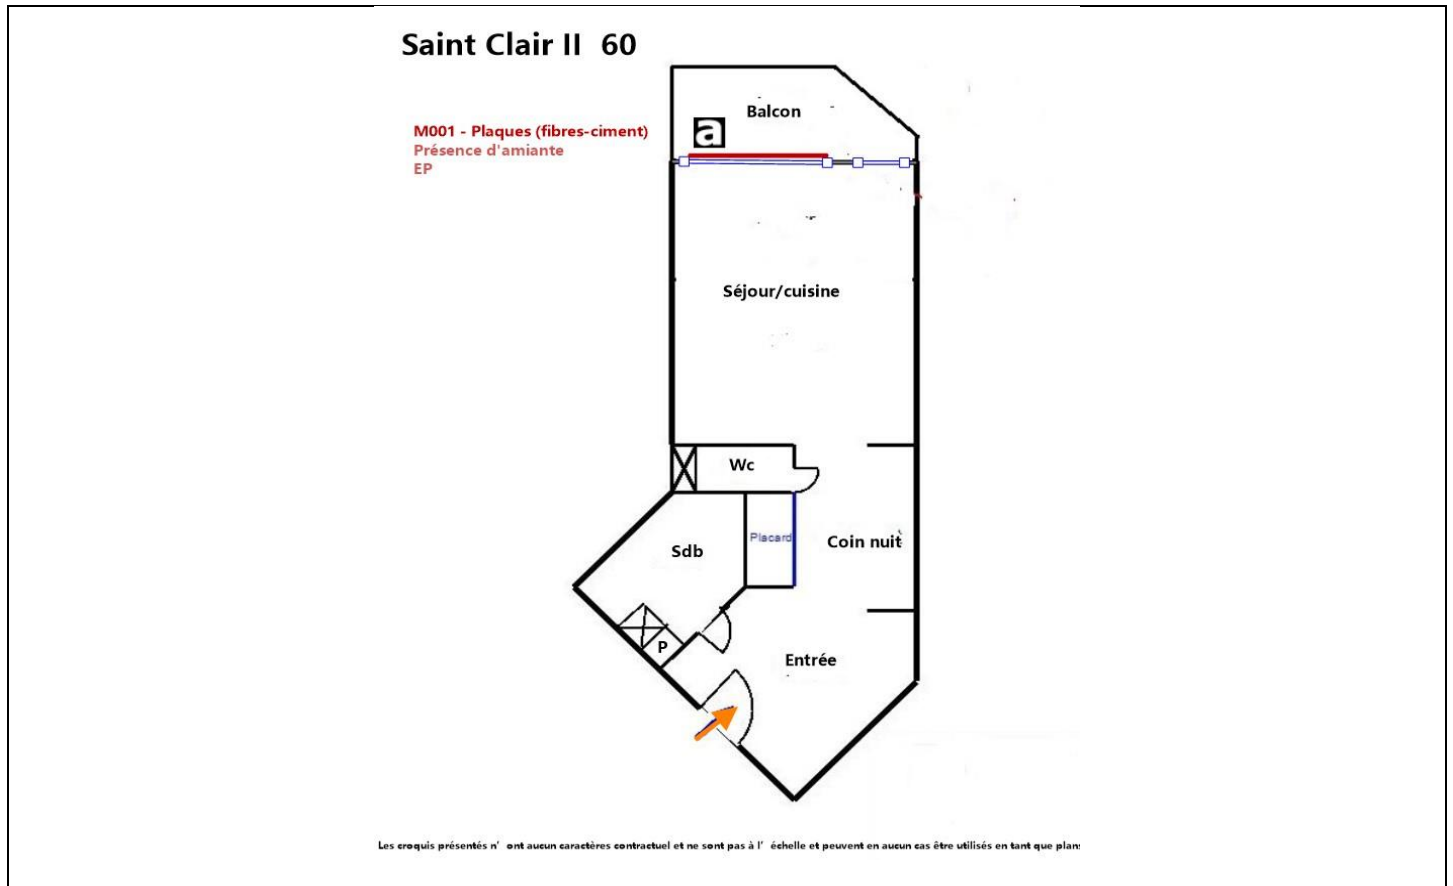 Saint Clair II 60
Balcon
a
M001 - Plaques (fibres-ciment)
Présence d'amiante
EP
Séjour/cuisine
Wc
Placard
Coin nuit
Sdb
P
Entrée
Les croquis présentés n’ ont aucun caractères contractuel et ne sont pas à l’ échelle et peuvent en aucun cas être utilisés en tant que plans